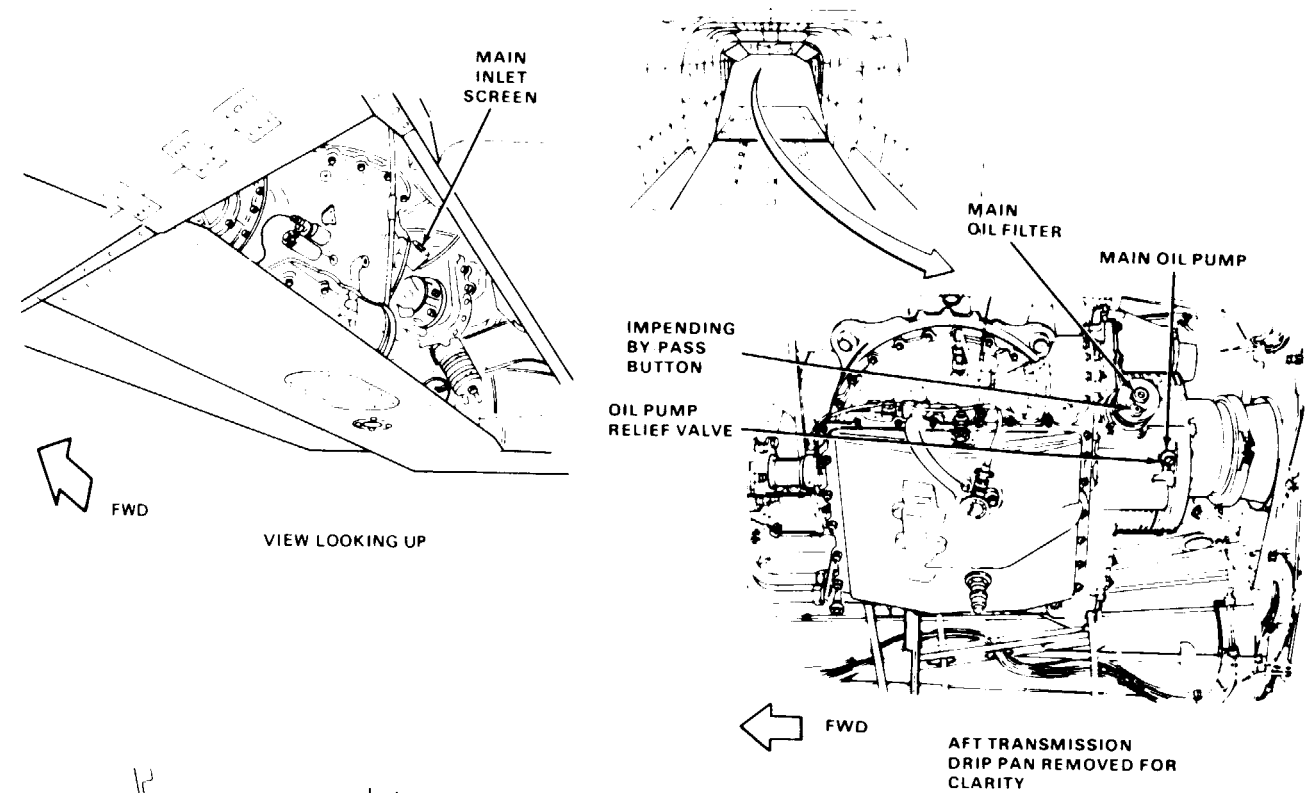 MAIN
INLET
SCREEN
FWD
VIEW LOOKING UP
MAIN
OIL FILTER
MAIN OIL PUMP
IMPENDING
BY-PASS
BUTTON
OIL PUMP
RELIEF VALVE
FWD
AFT TRANSMISSION
DRIP PAN REMOVED FOR
CLARITY